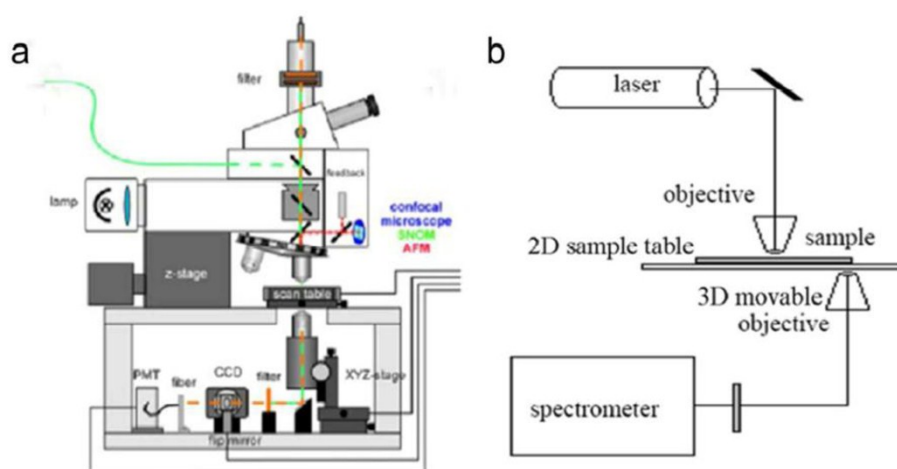 a
filter
feedback
lamp
confocal
microscope
SNOM
AFM
z-stage
scan table
PMT
fiber
CCD
filter
XYZ-stage
flip mirror
b
laser
objective
sample
2D sample table
3D movable
objective
spectrometer